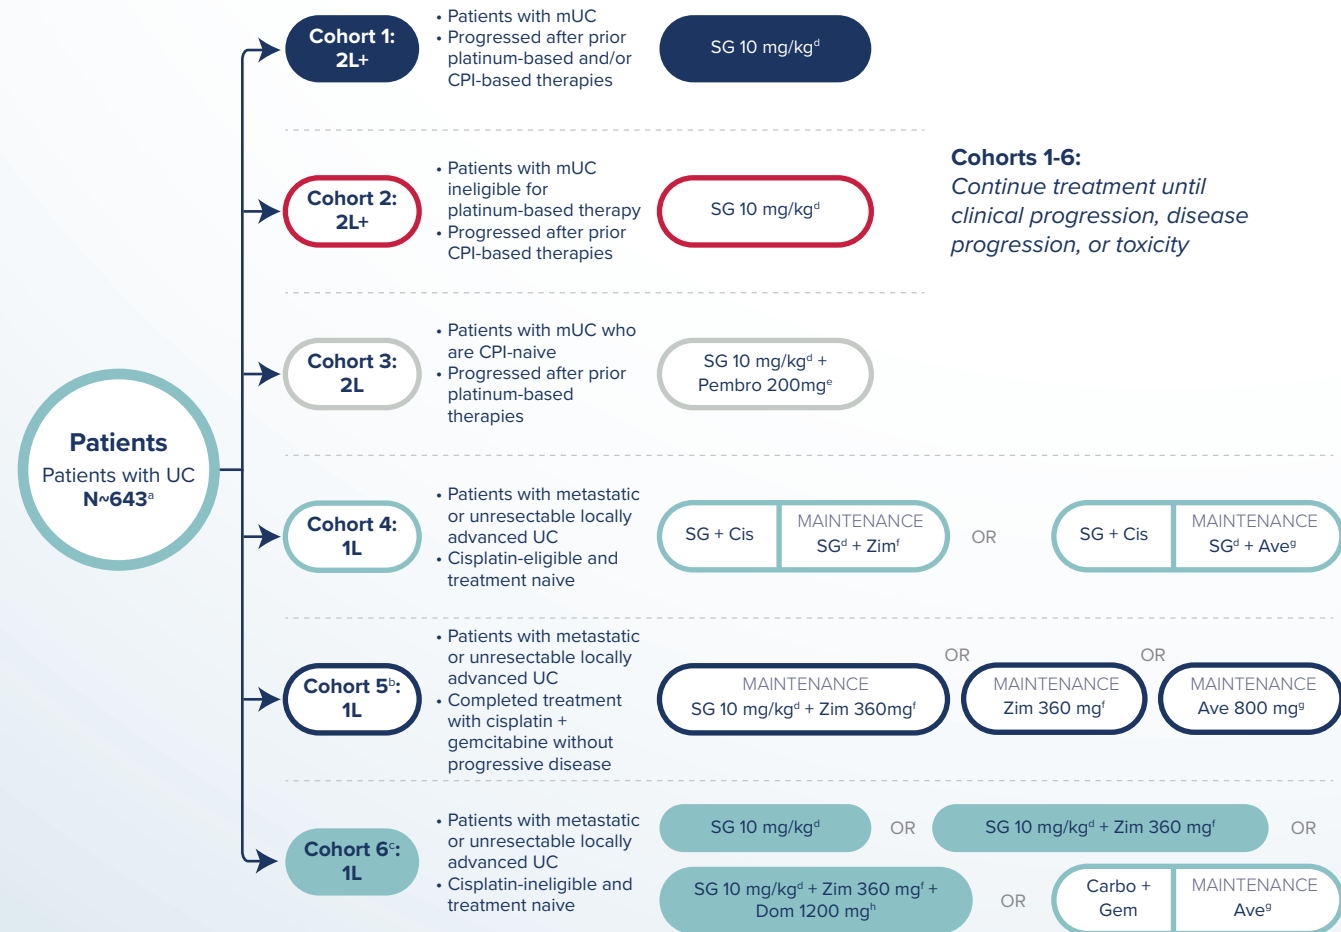 Patients
Patients with UC
N~643ᵃ
Cohort 1:
2L+
• Patients with mUC
• Progressed after prior
platinum-based and/or
CPI-based therapies
SG 10 mg/kgᵈ
Cohort 2:
2L+
• Patients with mUC
ineligible for
platinum-based therapy
• Progressed after prior
CPI-based therapies
SG 10 mg/kgᵈ
Cohorts 1-6:
Continue treatment until
clinical progression, disease
progression, or toxicity
Cohort 3:
2L
• Patients with mUC who
are CPI-naive
• Progressed after prior
platinum-based
therapies
SG 10 mg/kgᵈ +
Pembro 200mgᵉ
Cohort 4:
1L
• Patients with metastatic
or unresectable locally
advanced UC
• Cisplatin-eligible and
treatment naive
SG + Cis
MAINTENANCE
SGᵈ + Zimᶠ
OR
SG + Cis
MAINTENANCE
SGᵈ + Aveᵍ
Cohort 5ᵇ:
1L
• Patients with metastatic
or unresectable locally
advanced UC
• Completed treatment
with cisplatin +
gemcitabine without
progressive disease
MAINTENANCE
SG 10 mg/kgᵈ + Zim 360mgᶠ
OR
MAINTENANCE
Zim 360 mgᶠ
OR
MAINTENANCE
Ave 800 mgᵍ
Cohort 6ᶜ:
1L
• Patients with metastatic
or unresectable locally
advanced UC
• Cisplatin-ineligible and
treatment naive
SG 10 mg/kgᵈ
OR
SG 10 mg/kgᵈ + Zim 360 mgᶠ
OR
SG 10 mg/kgᵈ + Zim 360 mgᶠ +
Dom 1200 mgʰ
OR
Carbo +
Gem
MAINTENANCE
Aveᵍ